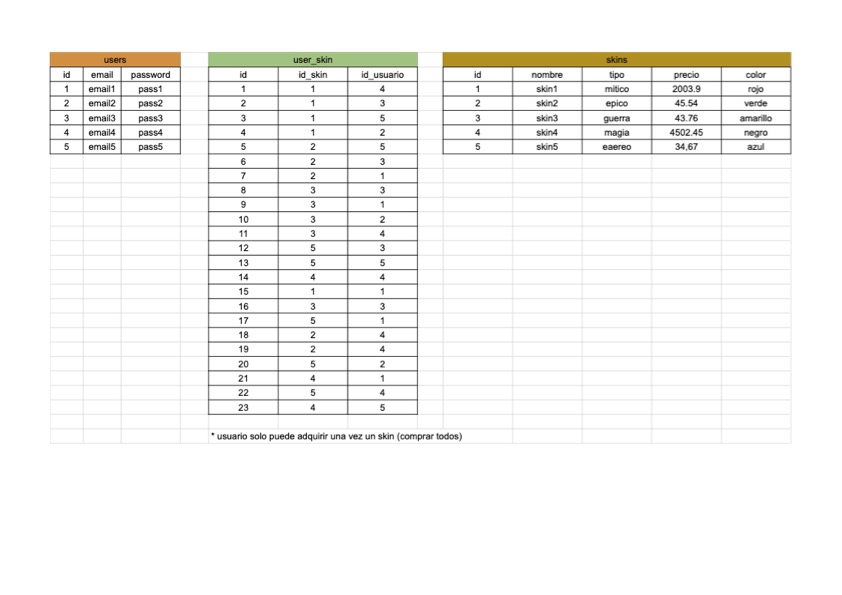 users user_skin skins
id email password id id_skin id_usuario id nombre tipo precio color
1 email1 pass1 1 1 4 1 skin1 mitico 2003.9 rojo
2 email2 pass2 2 1 3 2 skin2 epico 45.54 verde
3 email3 pass3 3 1 5 3 skin3 guerra 43.76 amarillo
4 email4 pass4 4 1 2 4 skin4 magia 4502.45 negro
5 email5 pass5 5 2 5 5 skin5 eaereo 34,67 azul
6 2 3
7 2 1
8 3 3
9 3 1
10 3 2
11 3 4
12 5 3
13 5 5
14 4 4
15 1 1
16 3 3
17 5 1
18 2 4
19 2 4
20 5 2
21 4 1
22 5 4
23 4 5
* usuario solo puede adquirir una vez un skin (comprar todos)